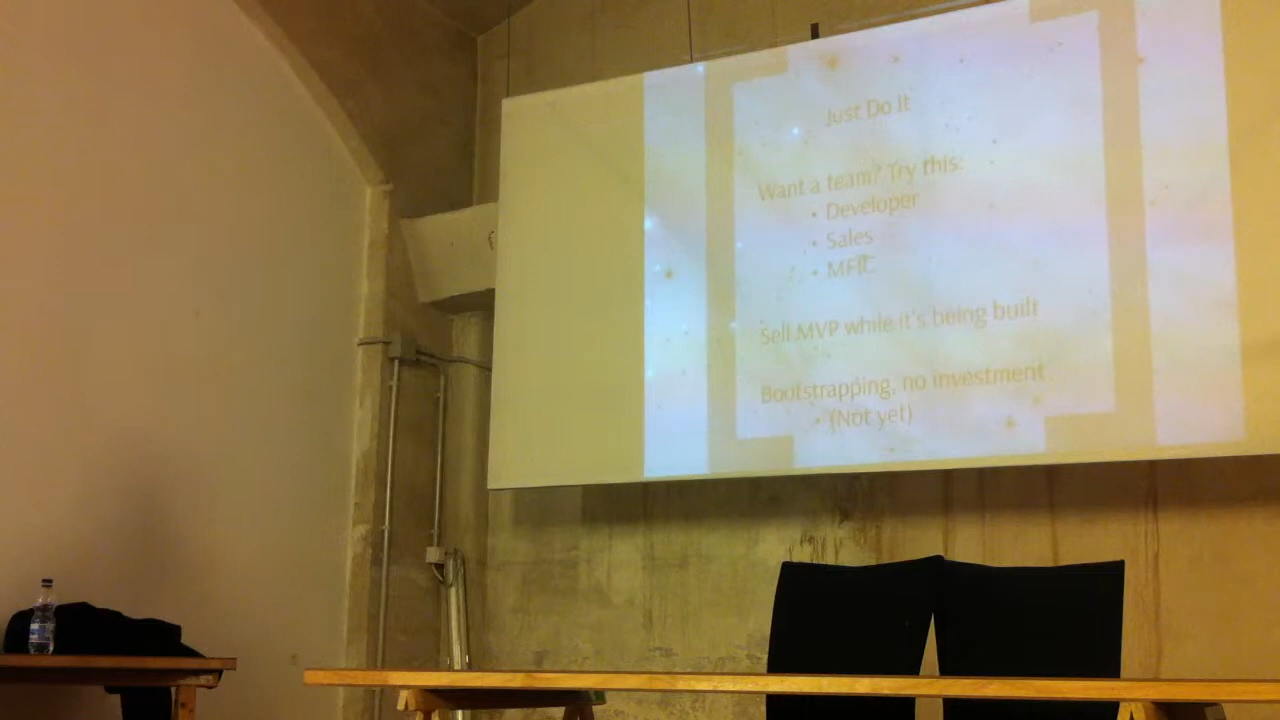 Just Do It
Want a team? Try this:
• Developer
• Sales
• MFIC
Sell MVP while it's being built
Bootstrapping, no investment
• (Not yet)